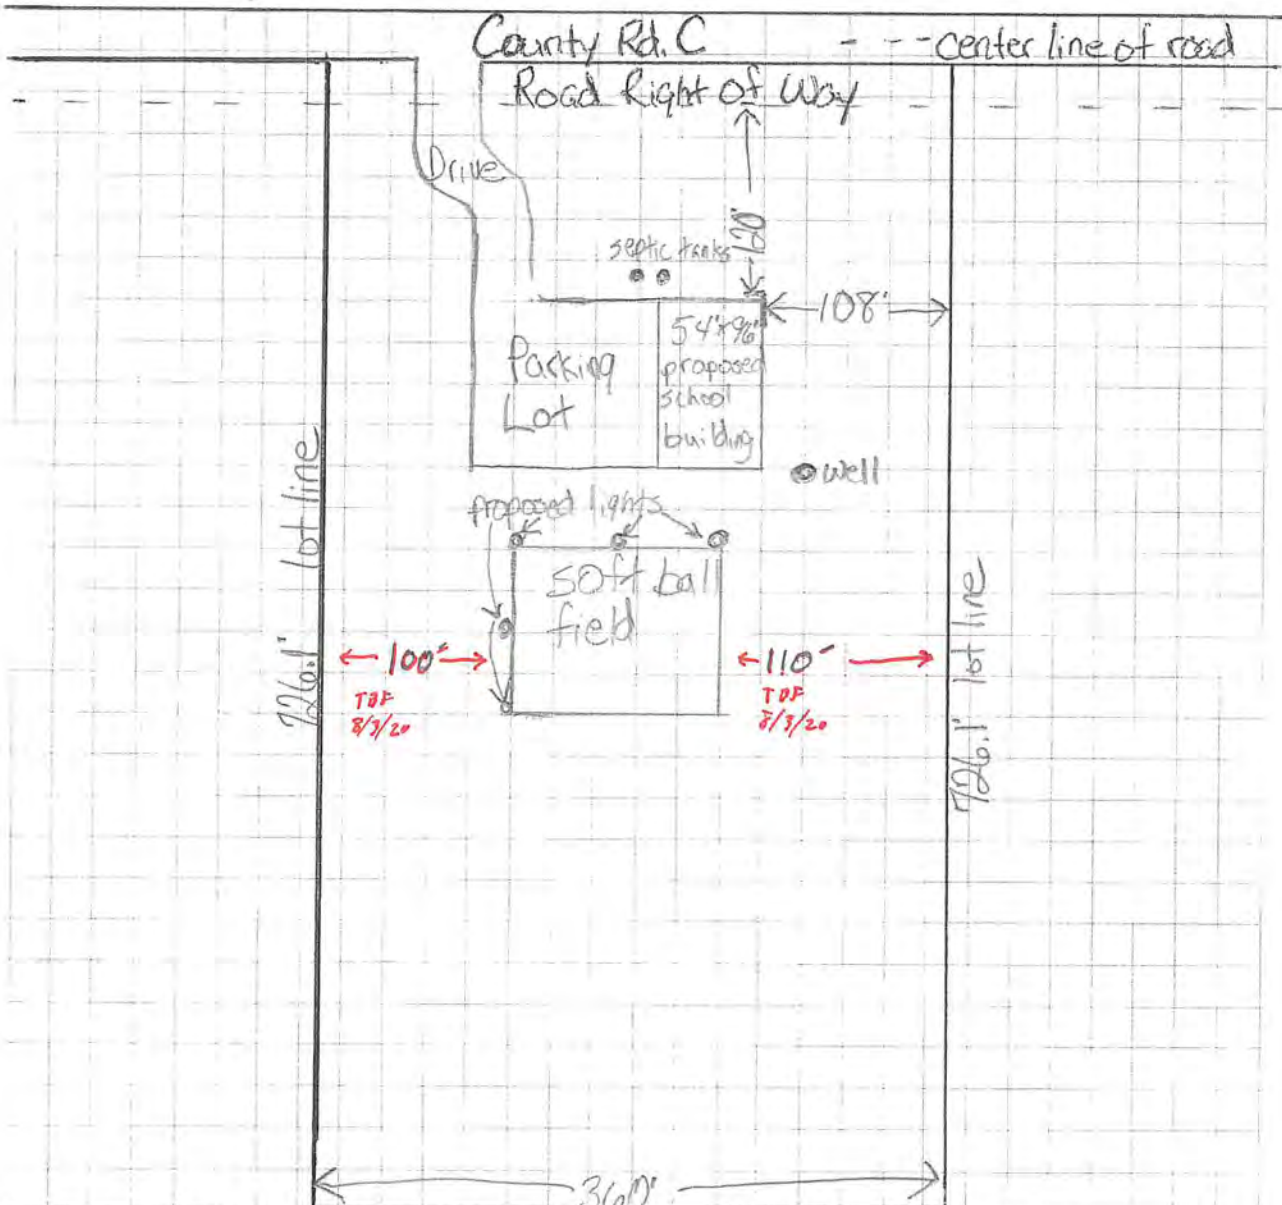 County Rd. C
- - -center line of road
Road Right Of Way
Drive
120'
septic tanks
108'
54'x96'
proposed
school
building
Parking
Lot
well
proposed lights
softball
field
726.1' lot line
100'
TDF
8/3/20
110'
TDF
8/3/20
726.1' lot line
360'